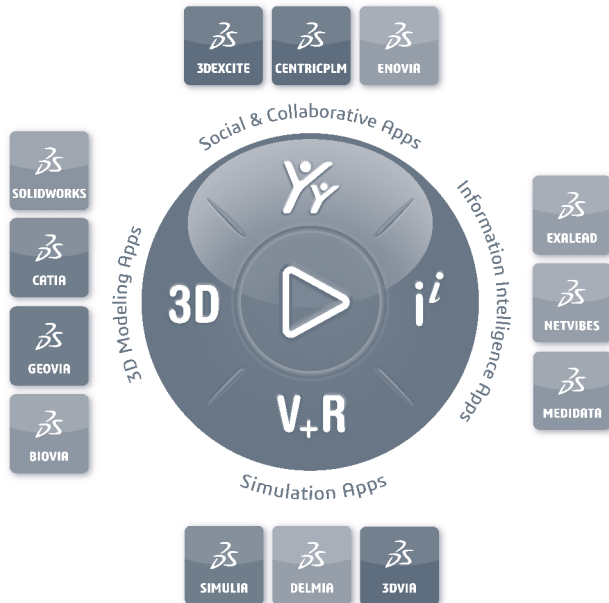 3DEXCITE
CENTRICPLM
ENOVIA
Social & Collaborative Apps
SOLIDWORKS
CATIA
GEOVIA
BIOVIA
3D Modeling Apps
3D
i i
V+R
Information Intelligence Apps
EXALEAD
NETVIBES
MEDIDATA
Simulation Apps
SIMULIA
DELMIA
3DVIA